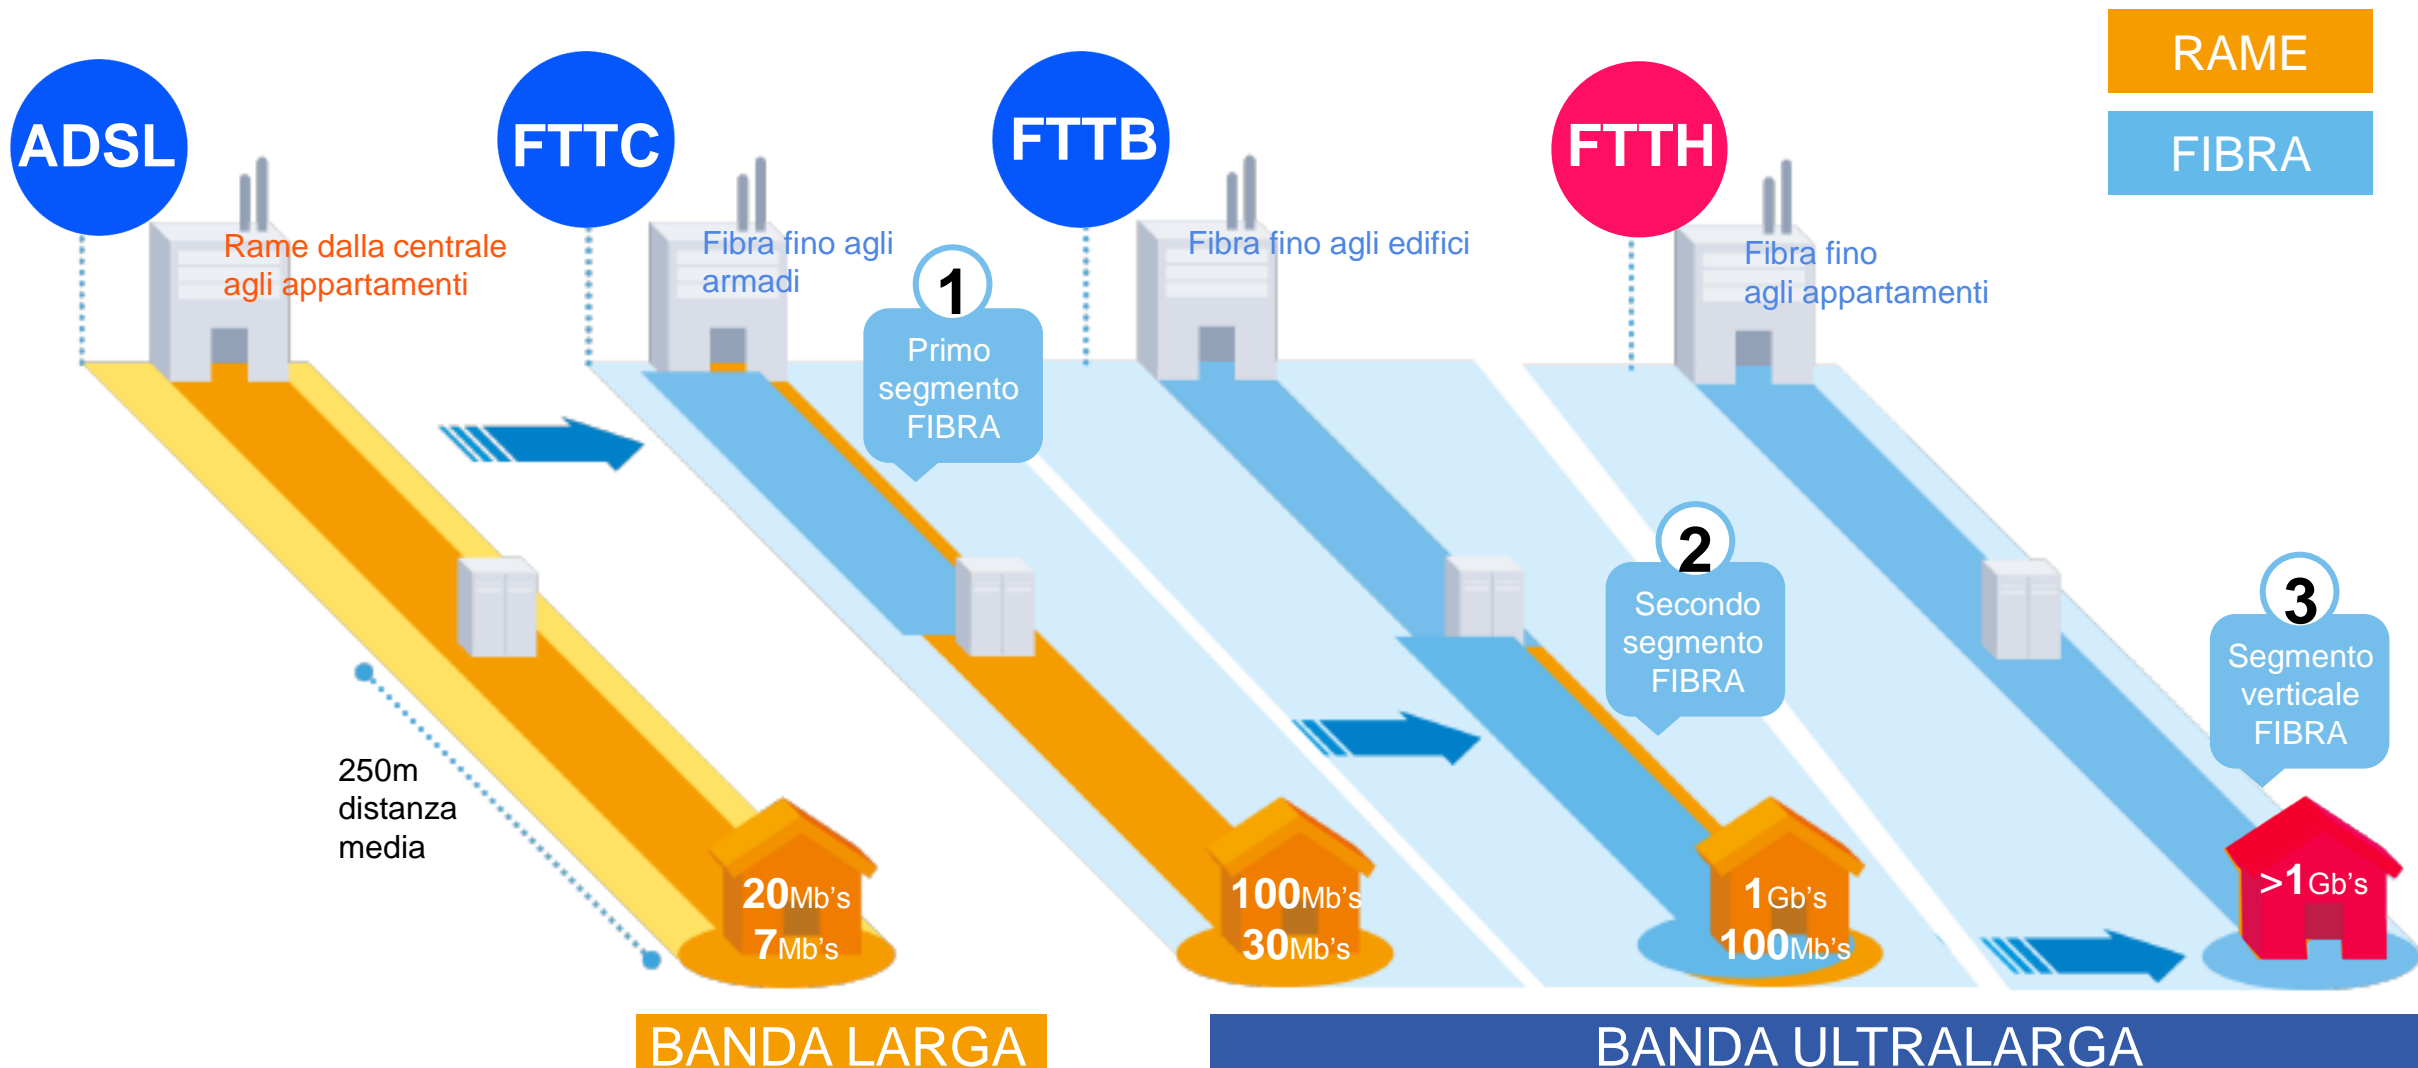 RAME
FIBRA
ADSL
Rame dalla centrale
agli appartamenti
FTTC
Fibra fino agli
armadi
1
Primo
segmento
FIBRA
FTTB
Fibra fino agli edifici
2
Secondo
segmento
FIBRA
FTTH
Fibra fino
agli appartamenti
3
Segmento
verticale
FIBRA
250m
distanza
media
20Mb’s
7Mb’s
100Mb’s
30Mb’s
1Gb’s
100Mb’s
>1Gb’s
BANDA LARGA
BANDA ULTRALARGA